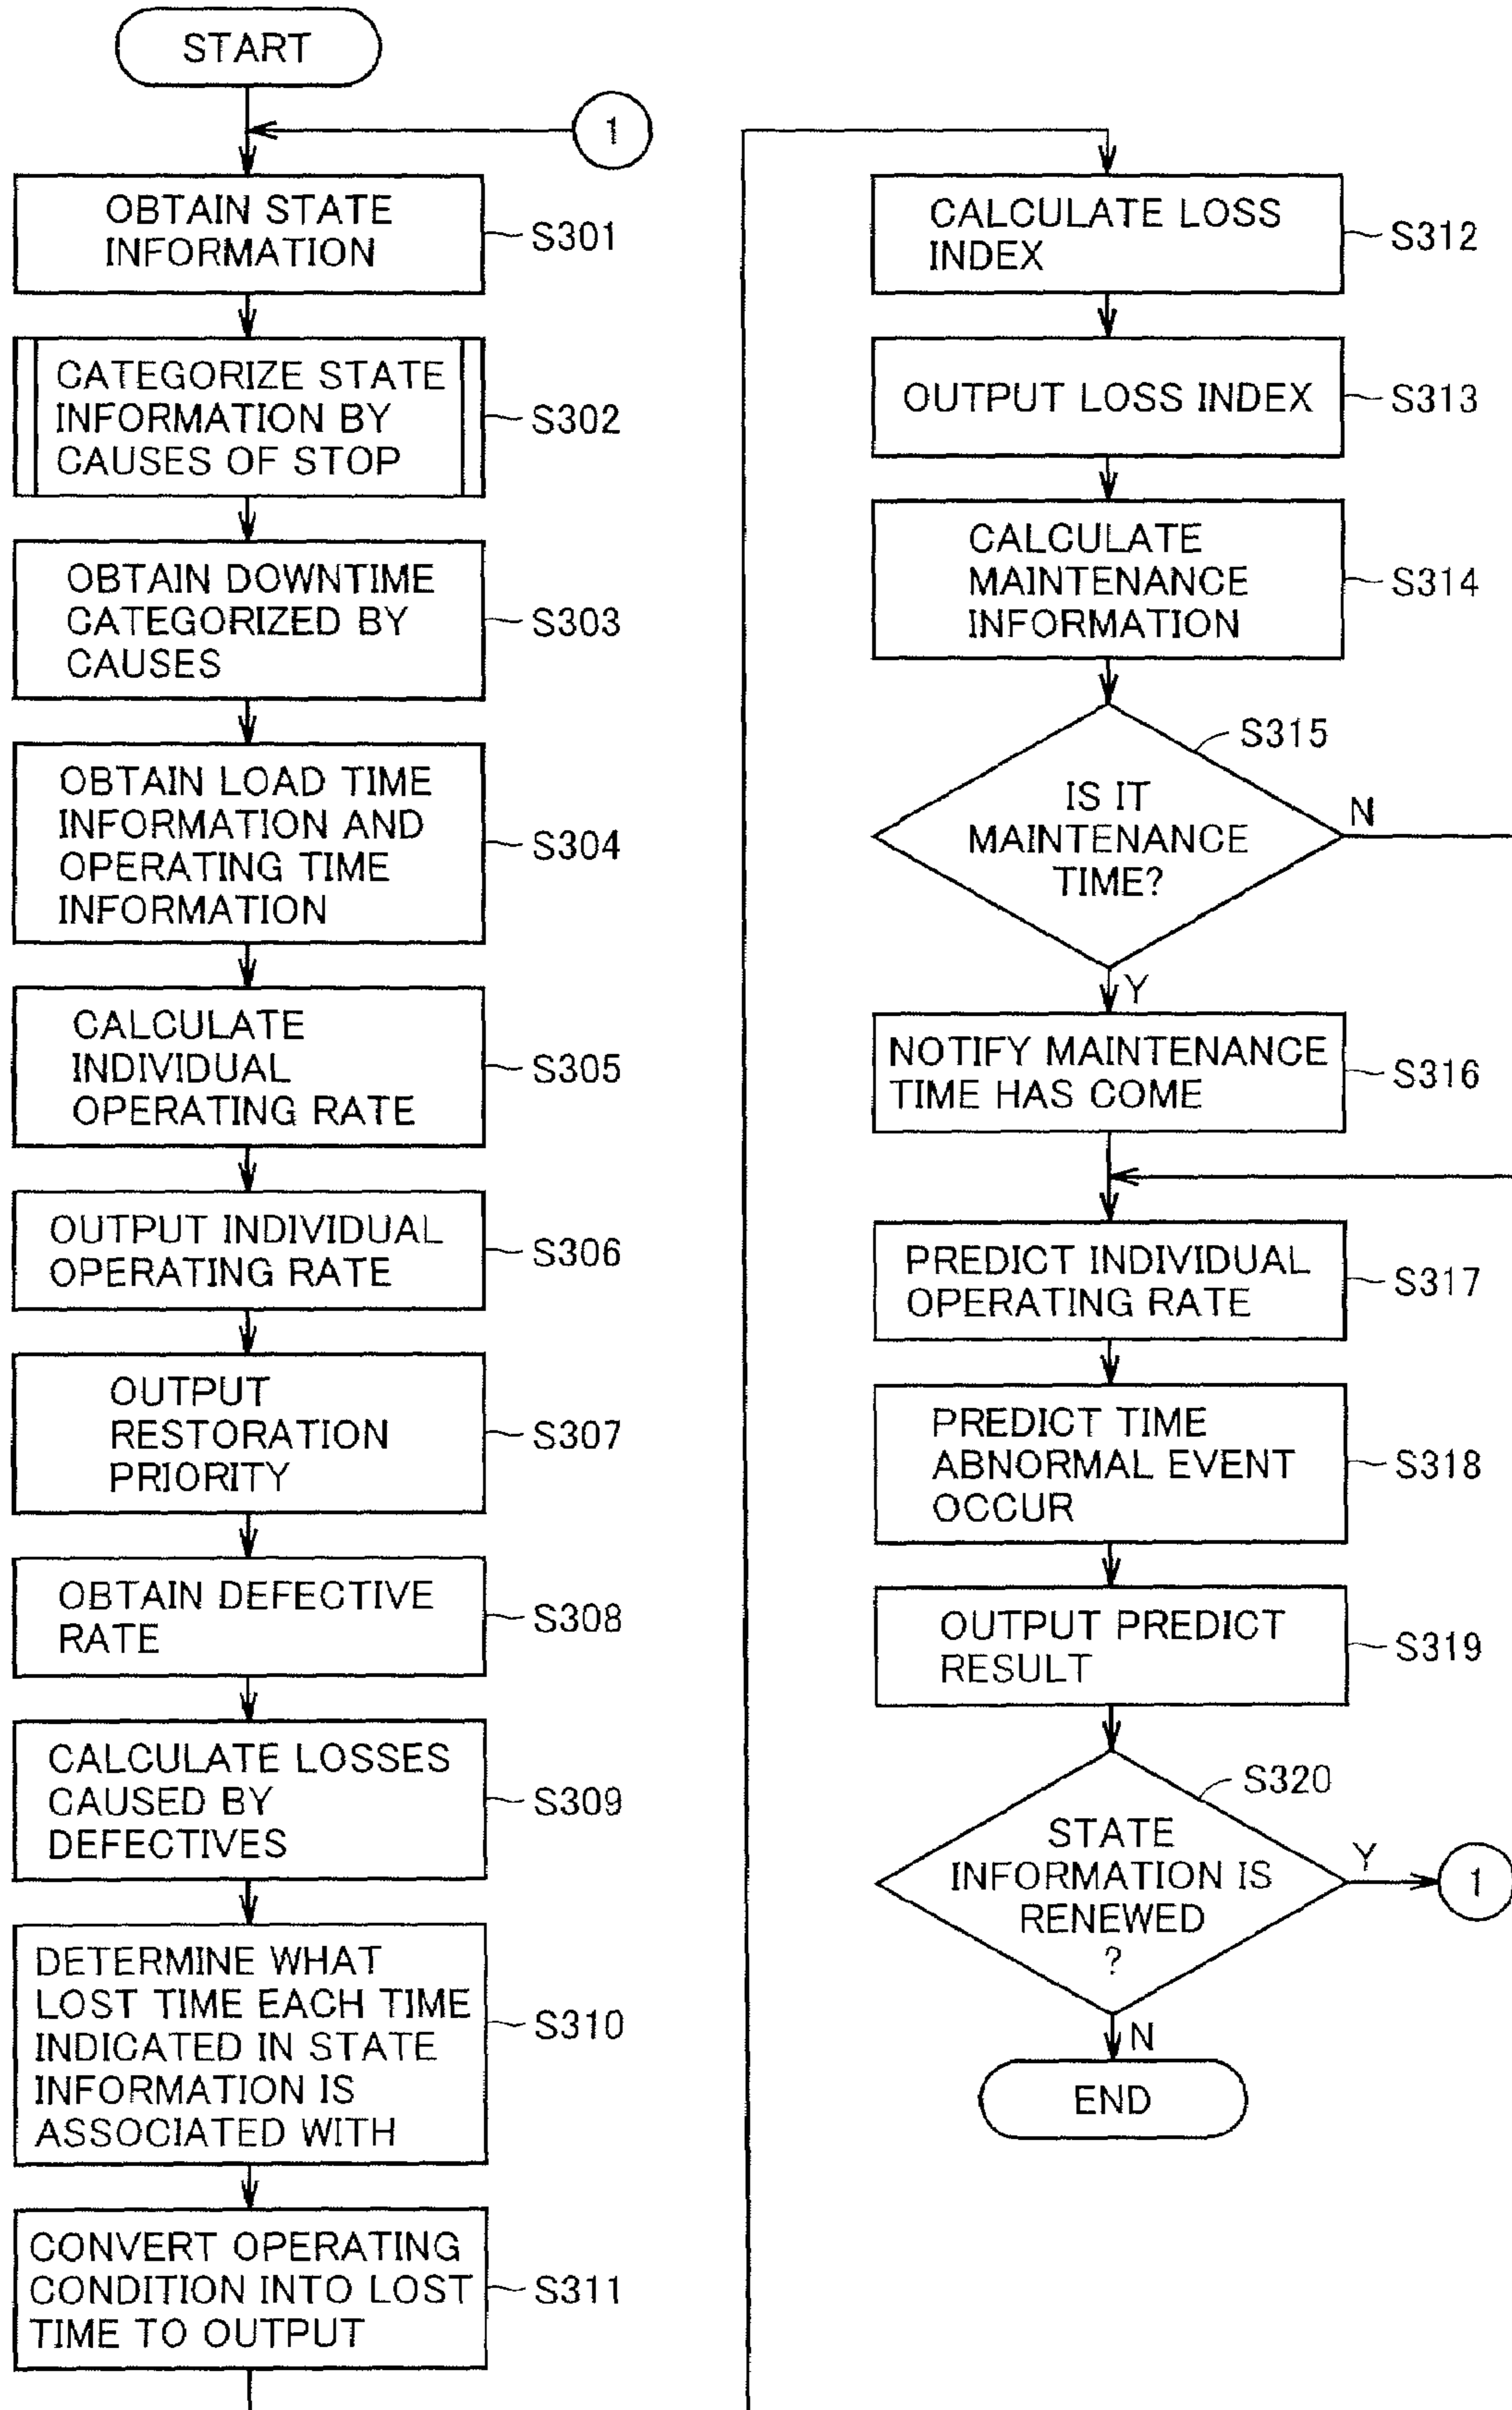 START
1
OBTAIN STATE
INFORMATION
S301
CATEGORIZE STATE
INFORMATION BY
CAUSES OF STOP
S302
OBTAIN DOWNTIME
CATEGORIZED BY
CAUSES
S303
OBTAIN LOAD TIME
INFORMATION AND
OPERATING TIME
INFORMATION
S304
CALCULATE
INDIVIDUAL
OPERATING RATE
S305
OUTPUT INDIVIDUAL
OPERATING RATE
S306
OUTPUT
RESTORATION
PRIORITY
S307
OBTAIN DEFECTIVE
RATE
S308
CALCULATE LOSSES
CAUSED BY
DEFECTIVES
S309
DETERMINE WHAT
LOST TIME EACH TIME
INDICATED IN STATE
INFORMATION IS
ASSOCIATED WITH
S310
CONVERT OPERATING
CONDITION INTO LOST
TIME TO OUTPUT
S311
CALCULATE LOSS
INDEX
S312
OUTPUT LOSS INDEX
S313
CALCULATE
MAINTENANCE
INFORMATION
S314
S315
IS IT
MAINTENANCE
TIME?
N
Y
NOTIFY MAINTENANCE
TIME HAS COME
S316
PREDICT INDIVIDUAL
OPERATING RATE
S317
PREDICT TIME
ABNORMAL EVENT
OCCUR
S318
OUTPUT PREDICT
RESULT
S319
S320
STATE
INFORMATION IS
RENEWED
?
Y
1
N
END